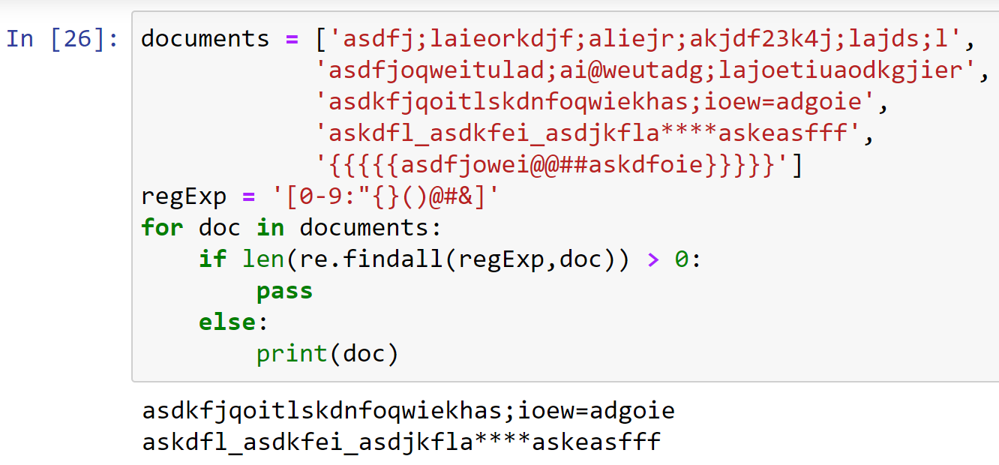 In [26]: documents = ['asdfj;laieorkdjf;aliejr;akjdf23k4j;lajds;l',
'asdfjoqweitulad;ai@weutadg;lajoetiuaodkgjier',
'asdkfjqoitlskdnfoqwiekhas;ioew=adgoie',
'askdfl_asdkfei_asdjkfla****askeasfff',
'{{{{{asdfjowei@@##askdfoie}}}}}']
regExp = '[0-9:"{}()@#&]'
for doc in documents:
    if len(re.findall(regExp,doc)) > 0:
        pass
    else:
        print(doc)
asdkfjqoitlskdnfoqwiekhas;ioew=adgoie
askdfl_asdkfei_asdjkfla****askeasfff